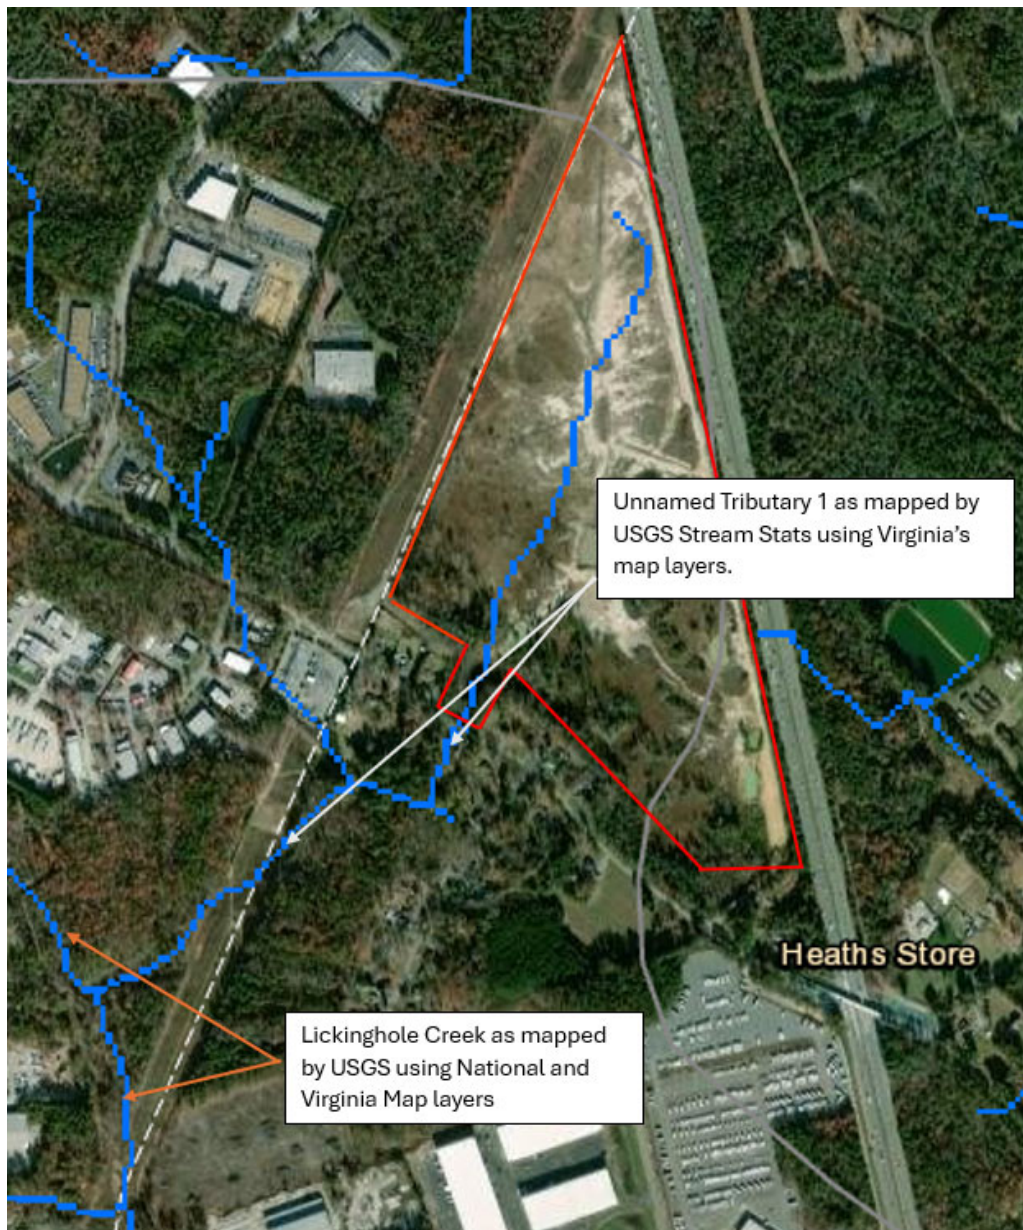 Unnamed Tributary 1 as mapped by
USGS Stream Stats using Virginia’s
map layers.
Heaths Store
Lickinghole Creek as mapped
by USGS using National and
Virginia Map layers